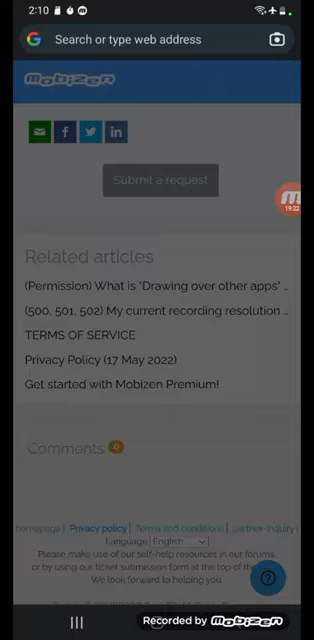 2:10
Search or type web address
mobizen
Submit a request
19:22
Related articles
(Permission) What is "Drawing over other apps" ..
(500, 501, 502) My current recording resolution ..
TERMS OF SERVICE
Privacy Policy (17 May 2022)
Get started with Mobizen Premium!
Comments 0
homepage| Privacy policy | Terms and conditions | partner-inquiry |
Language | English
Please make use of our self-help resources in our forums,
or by using our ticket submission form at the top of the
We look forward to helping you.
Recorded by mobizen